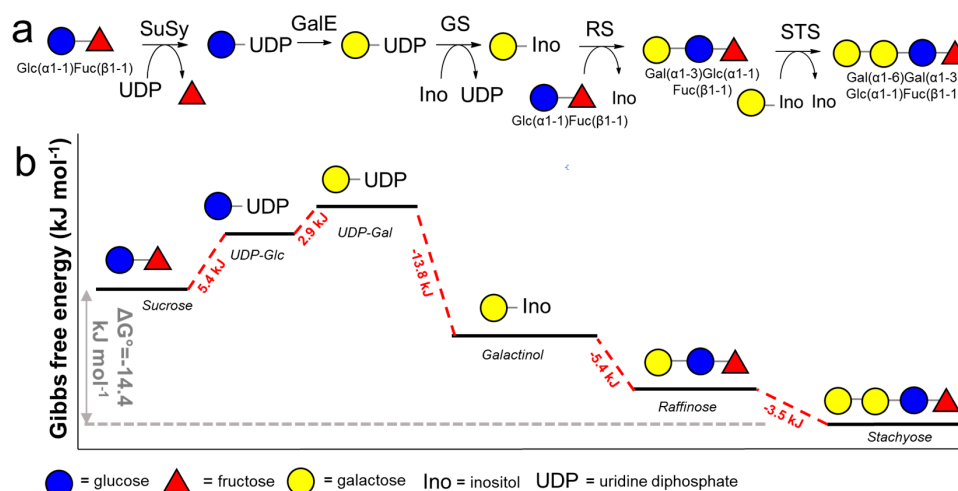 a
SuSy
GalE
GS
RS
STS
UDP
UDP
Ino
Glc(α1-1)Fuc(β1-1)
UDP
Ino
UDP
Glc(α1-1)Fuc(β1-1)
Ino
Gal(α1-3)Glc(α1-1)
Fuc(β1-1)
Ino
Ino
Gal(α1-6)Gal(α1-3
Glc(α1-1)Fuc(β1-1
b
Gibbs free energy (kJ mol-1)
UDP
UDP
Ino
Sucrose
5.4 kJ
UDP-Glc
2.9 kJ
UDP-Gal
-13.8 kJ
Galactinol
-5.4 kJ
Raffinose
-3.5 kJ
Stachyose
ΔG°=-14.4
kJ mol-1
= glucose
= fructose
= galactose
Ino = inositol
UDP = uridine diphosphate